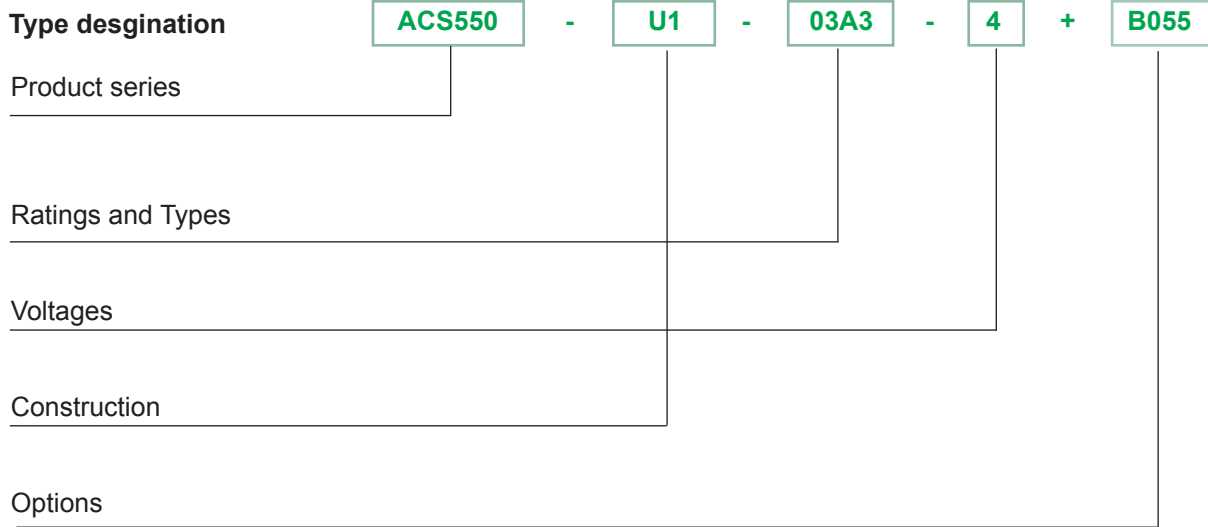 Type desgination ACS550 - U1 - 03A3 - 4 + B055
Product series
Ratings and Types
Voltages
Construction
Options